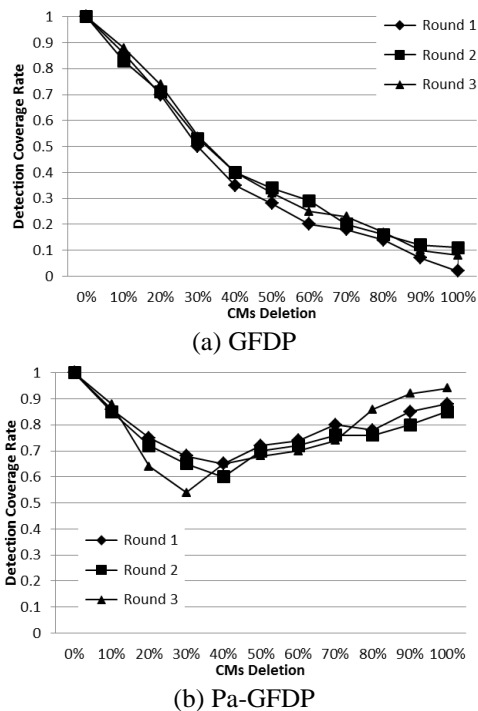 1
0.9
0.8
0.7
0.6
0.5
0.4
0.3
0.2
0.1
0
Detection Coverage Rate
Round 1
Round 2
Round 3
0% 10% 20% 30% 40% 50% 60% 70% 80% 90% 100%
CMs Deletion
(a) GFDP
1
0.9
0.8
0.7
0.6
0.5
0.4
0.3
0.2
0.1
0
Detection Coverage Rate
Round 1
Round 2
Round 3
0% 10% 20% 30% 40% 50% 60% 70% 80% 90% 100%
CMs Deletion
(b) Pa-GFDP